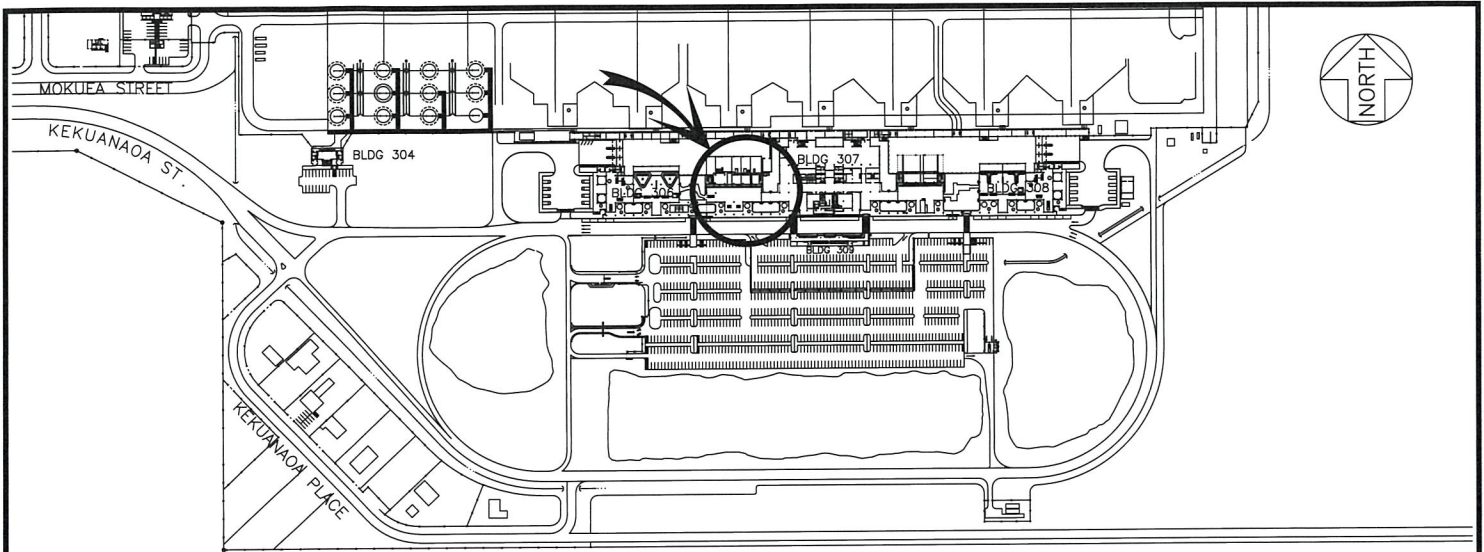 MOKUEA STREET
NORTH
KEKUANAOA ST.
BLDG 304
BLDG 307
BLDG 306
BLDG 308
BLDG 309
KEKUANAOA PLACE